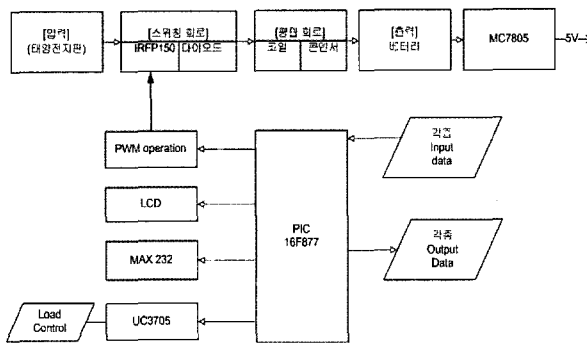 [입력]
(태양전지판)
[스위칭 회로]
IRFP150 다이오드
[평활 회로]
코일 콘덴서
[출력]
배터리
MC7805
5V
PWM operation
LCD
MAX 232
UC3705
Load
Control
PIC
16F877
각종
Input
data
각종
Output
Data